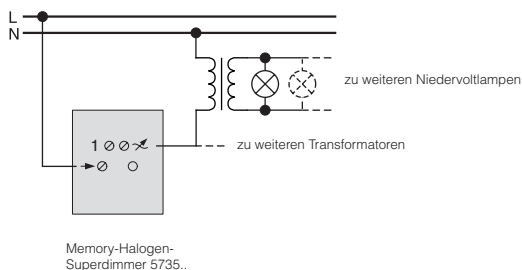 L
N
zu weiteren Niedervoltlampen
zu weiteren Transformatoren
1
Memory-Halogen-
Superdimmer 5735..